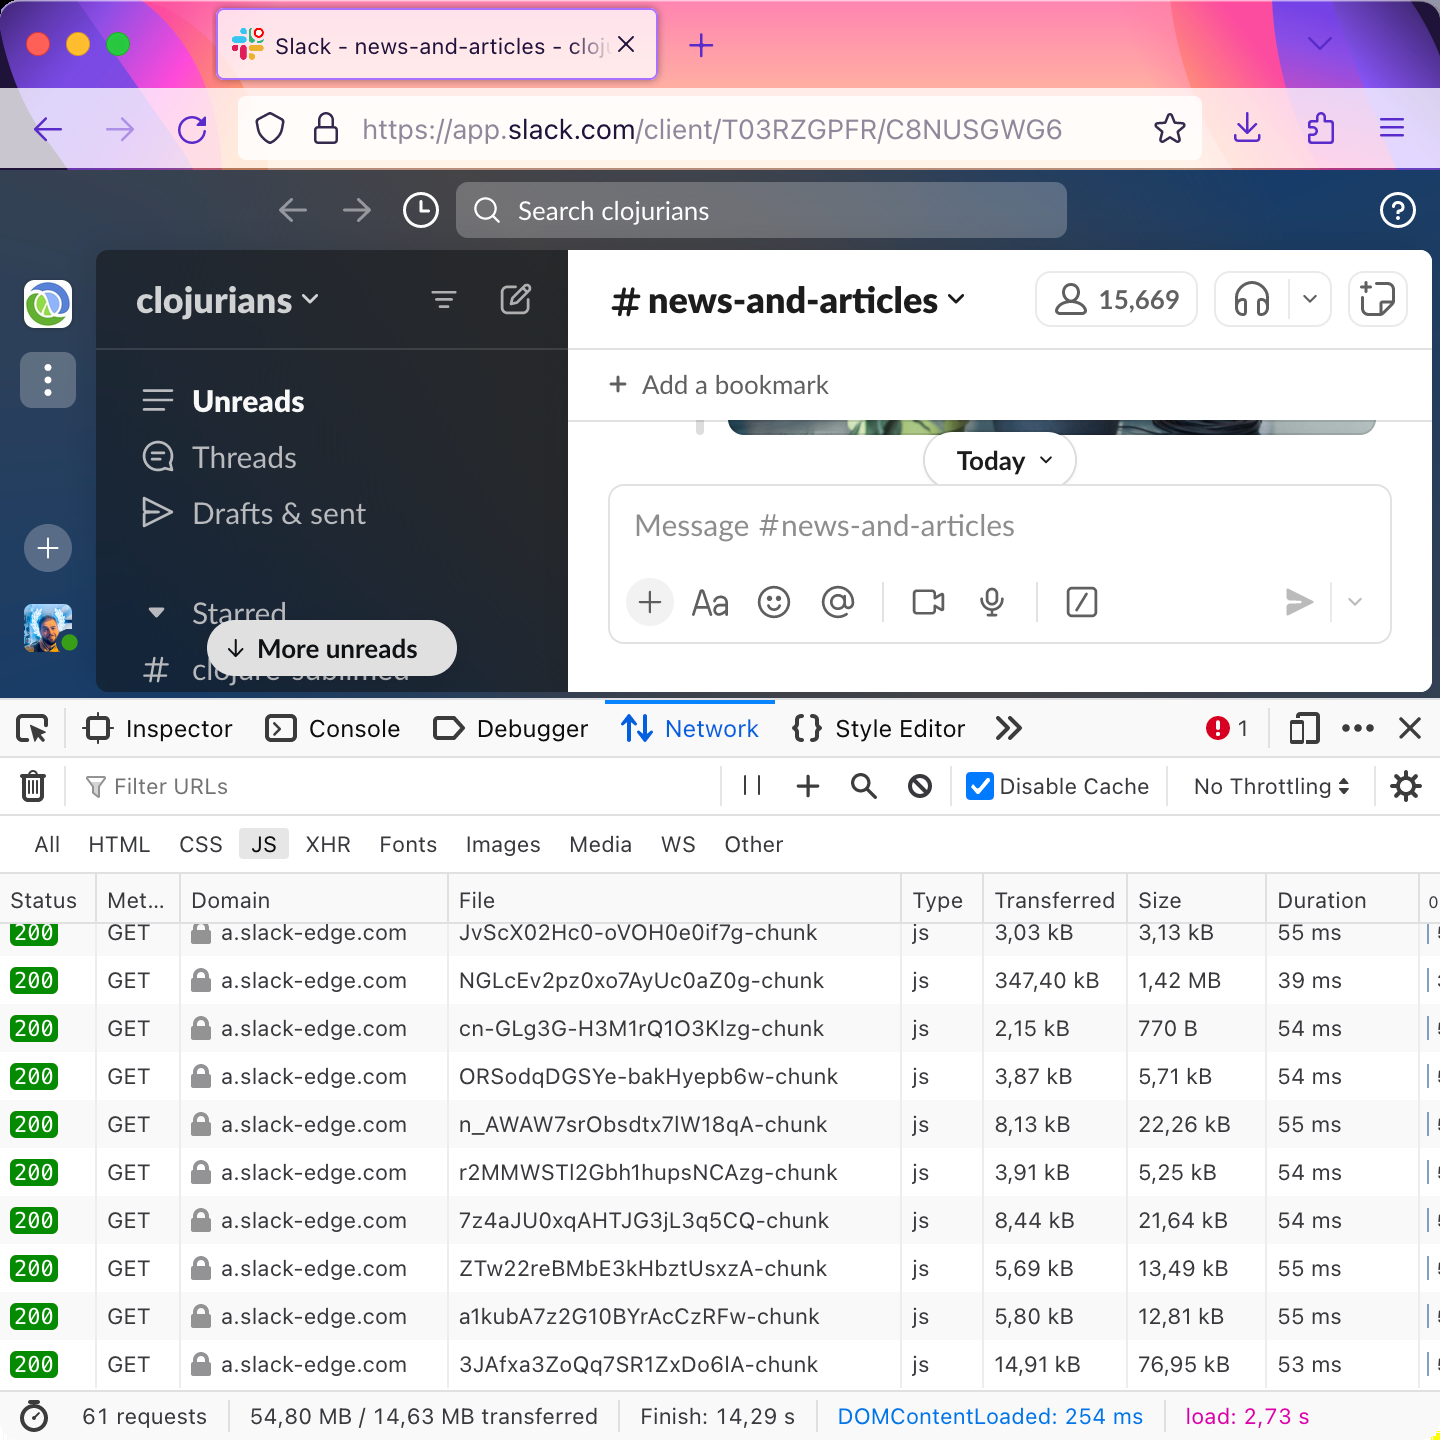 Slack - news-and-articles - cloju
https://app.slack.com/client/T03RZGPFR/C8NUSGWG6
Search clojurians
clojurians
Unreads
Threads
Drafts & sent
Starred
# clojure-sublimed
More unreads
# news-and-articles
15,669
+ Add a bookmark
Today
Message #news-and-articles
Aa
Inspector Console Debugger Network Style Editor 1
Filter URLs Disable Cache No Throttling
All HTML CSS JS XHR Fonts Images Media WS Other
Status Met... Domain File Type Transferred Size Duration 0
200 GET a.slack-edge.com JvScX02Hc0-oVOH0e0if7g-chunk js 3,03 kB 3,13 kB 55 ms
200 GET a.slack-edge.com NGLcEv2pz0xo7AyUc0aZ0g-chunk js 347,40 kB 1,42 MB 39 ms
200 GET a.slack-edge.com cn-GLg3G-H3M1rQ1O3Klzg-chunk js 2,15 kB 770 B 54 ms
200 GET a.slack-edge.com ORSodqDGSYe-bakHyepb6w-chunk js 3,87 kB 5,71 kB 54 ms
200 GET a.slack-edge.com n_AWAW7srObsdtx7lW18qA-chunk js 8,13 kB 22,26 kB 55 ms
200 GET a.slack-edge.com r2MMWSTl2Gbh1hupsNCAzg-chunk js 3,91 kB 5,25 kB 54 ms
200 GET a.slack-edge.com 7z4aJU0xqAHTJG3jL3q5CQ-chunk js 8,44 kB 21,64 kB 54 ms
200 GET a.slack-edge.com ZTw22reBMbE3kHbztUsxzA-chunk js 5,69 kB 13,49 kB 55 ms
200 GET a.slack-edge.com a1kubA7z2G10BYrAcCzRFw-chunk js 5,80 kB 12,81 kB 55 ms
200 GET a.slack-edge.com 3JAfxa3ZoQq7SR1ZxDo6IA-chunk js 14,91 kB 76,95 kB 53 ms
61 requests 54,80 MB / 14,63 MB transferred Finish: 14,29 s DOMContentLoaded: 254 ms load: 2,73 s